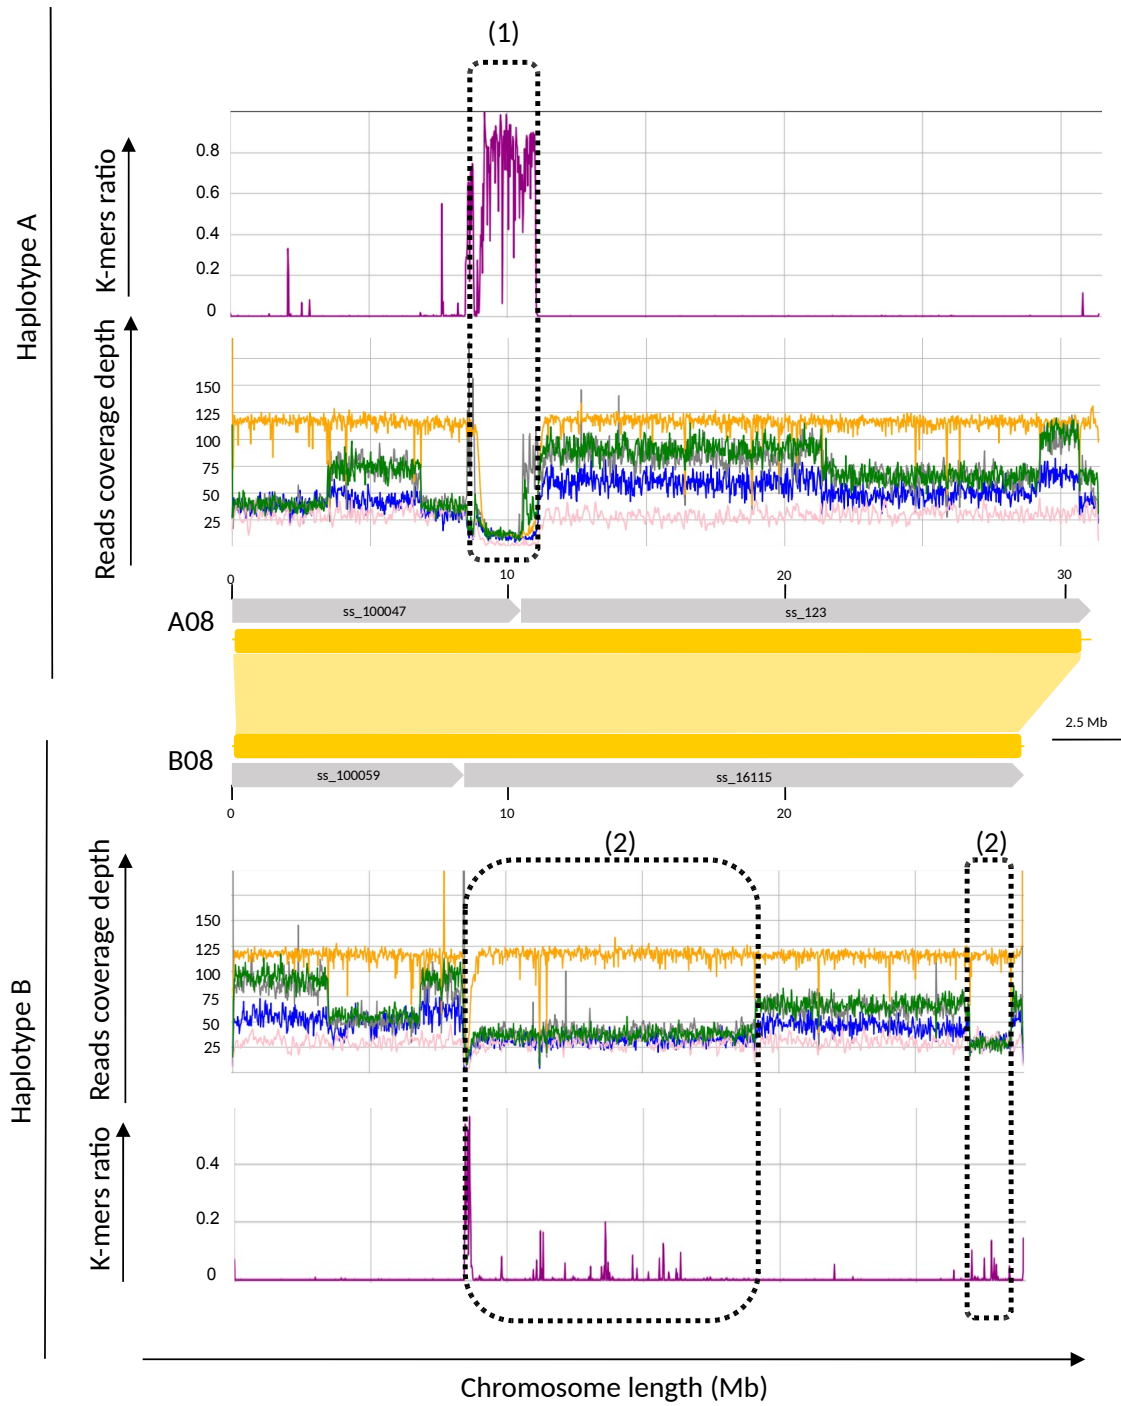 (1)
Haplotype A
K-mers ratio
0.8
0.6
0.4
0.2
0
Reads coverage depth
150
125
100
75
50
25
0
10
20
30
ss_100047
ss_123
A08
2.5 Mb
B08
ss_100059
ss_16115
0
10
20
(2)
(2)
Haplotype B
Reads coverage depth
150
125
100
75
50
25
K-mers ratio
0.4
0.2
0
Chromosome length (Mb)